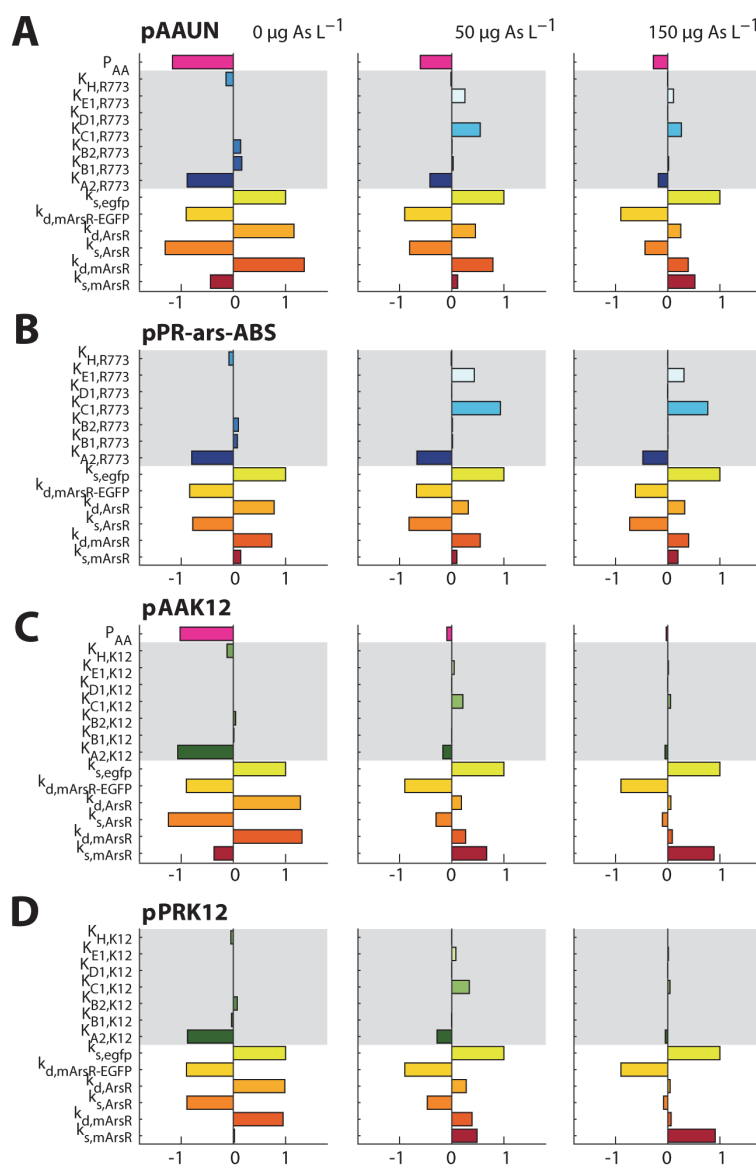 A pAAUN 0 µg As L⁻¹ 50 µg As L⁻¹ 150 µg As L⁻¹
P_AA
K_H,R773
K_E1,R773
K_D1,R773
K_C1,R773
K_B2,R773
K_B1,R773
K_A2,R773
k_s,egfp
k_d,mArsR-EGFP
k_d,ArsR
k_s,ArsR
k_d,mArsR
k_s,mArsR
-1 0 1 -1 0 1 -1 0 1
B pPR-ars-ABS
K_H,R773
K_E1,R773
K_D1,R773
K_C1,R773
K_B2,R773
K_B1,R773
K_A2,R773
k_s,egfp
k_d,mArsR-EGFP
k_d,ArsR
k_s,ArsR
k_d,mArsR
k_s,mArsR
-1 0 1 -1 0 1 -1 0 1
C pAAK12
P_AA
K_H,K12
K_E1,K12
K_D1,K12
K_C1,K12
K_B2,K12
K_B1,K12
K_A2,K12
k_s,egfp
k_d,mArsR-EGFP
k_d,ArsR
k_s,ArsR
k_d,mArsR
k_s,mArsR
-1 0 1 -1 0 1 -1 0 1
D pPRK12
K_H,K12
K_E1,K12
K_D1,K12
K_C1,K12
K_B2,K12
K_B1,K12
K_A2,K12
k_s,egfp
k_d,mArsR-EGFP
k_d,ArsR
k_s,ArsR
k_d,mArsR
k_s,mArsR
-1 0 1 -1 0 1 -1 0 1